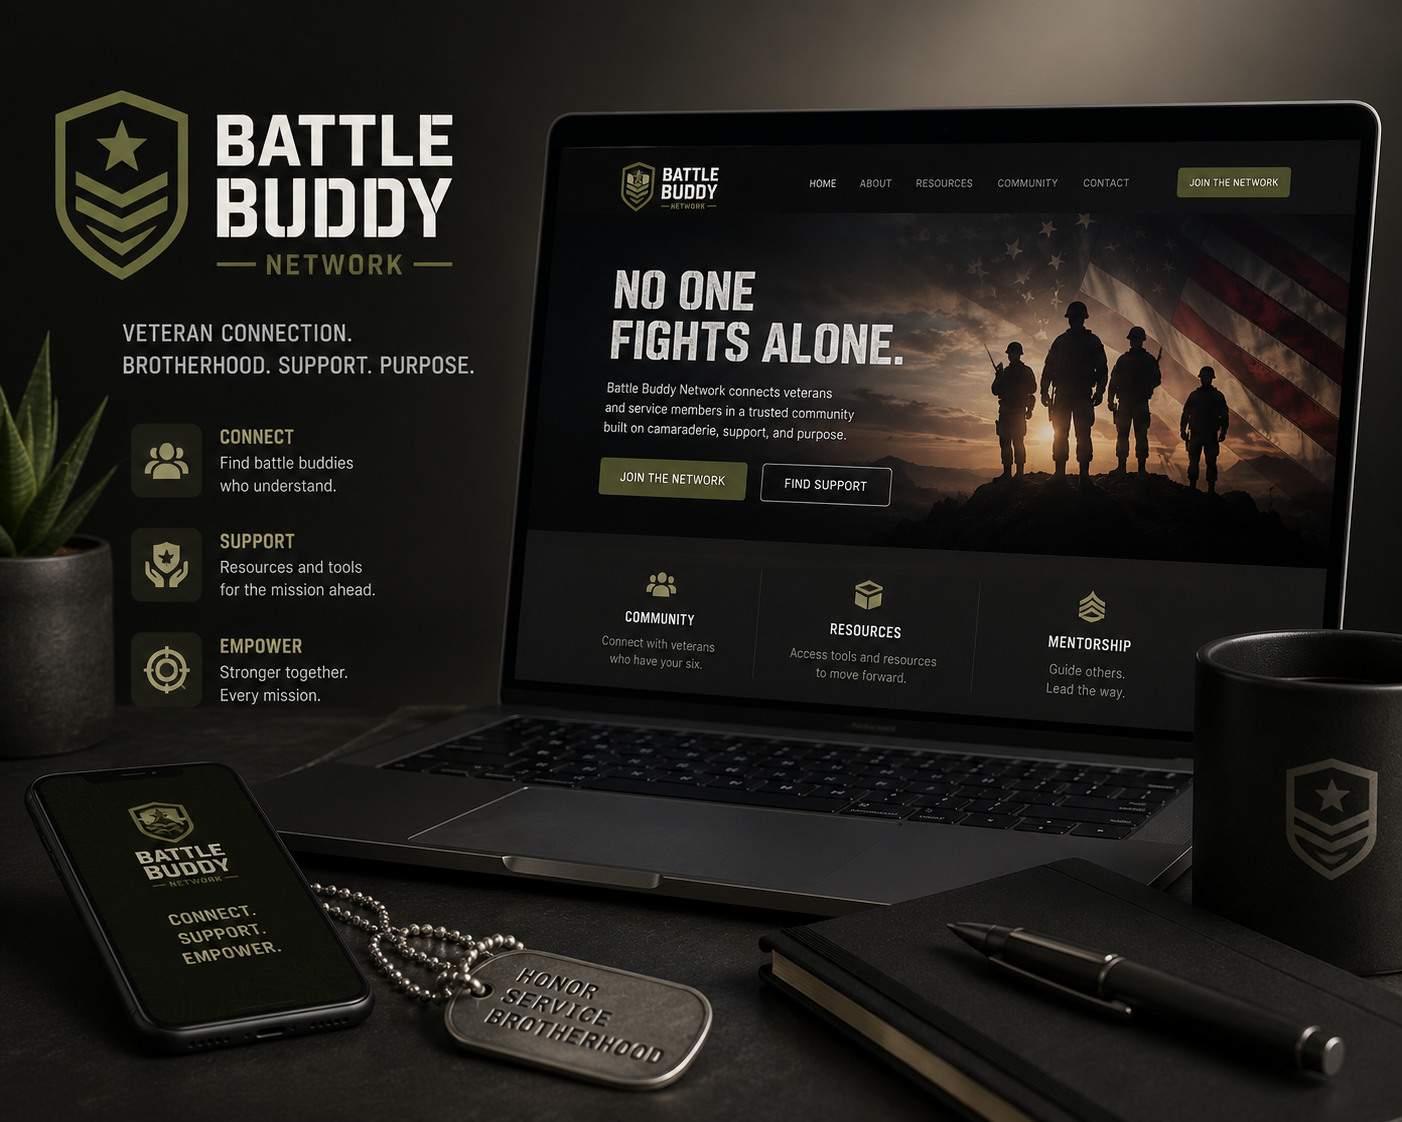 BATTLE
BUDDY
NETWORK
VETERAN CONNECTION.
BROTHERHOOD. SUPPORT. PURPOSE.
CONNECT
Find battle buddies
who understand.
SUPPORT
Resources and tools
for the mission ahead.
EMPOWER
Stronger together.
Every mission.
BATTLE
BUDDY
NETWORK
HOME ABOUT RESOURCES COMMUNITY CONTACT JOIN THE NETWORK
NO ONE
FIGHTS ALONE.
Battle Buddy Network connects veterans
and service members in a trusted community
built on camaraderie, support, and purpose.
JOIN THE NETWORK FIND SUPPORT
COMMUNITY
Connect with veterans
who have your six.
RESOURCES
Access tools and resources
to move forward.
MENTORSHIP
Guide others.
Lead the way.
BATTLE
BUDDY
NETWORK
CONNECT.
SUPPORT.
EMPOWER.
HONOR
SERVICE
BROTHERHOOD